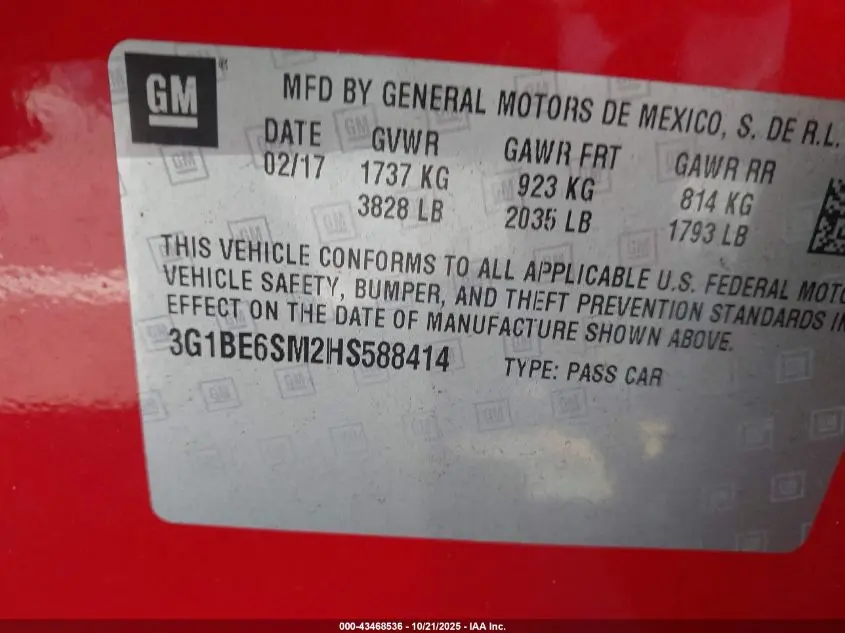 GM
MFD BY GENERAL MOTORS DE MEXICO, S. DE R.L.
DATE GVWR GAWR FRT GAWR RR
02/17 1737 KG 923 KG 814 KG
3828 LB 2035 LB 1793 LB
THIS VEHICLE CONFORMS TO ALL APPLICABLE U.S. FEDERAL MOTO
VEHICLE SAFETY, BUMPER, AND THEFT PREVENTION STANDARDS IN
EFFECT ON THE DATE OF MANUFACTURE SHOWN ABOVE.
3G1BE6SM2HS588414 TYPE: PASS CAR
000-43468536 - 10/21/2025 - IAA Inc.